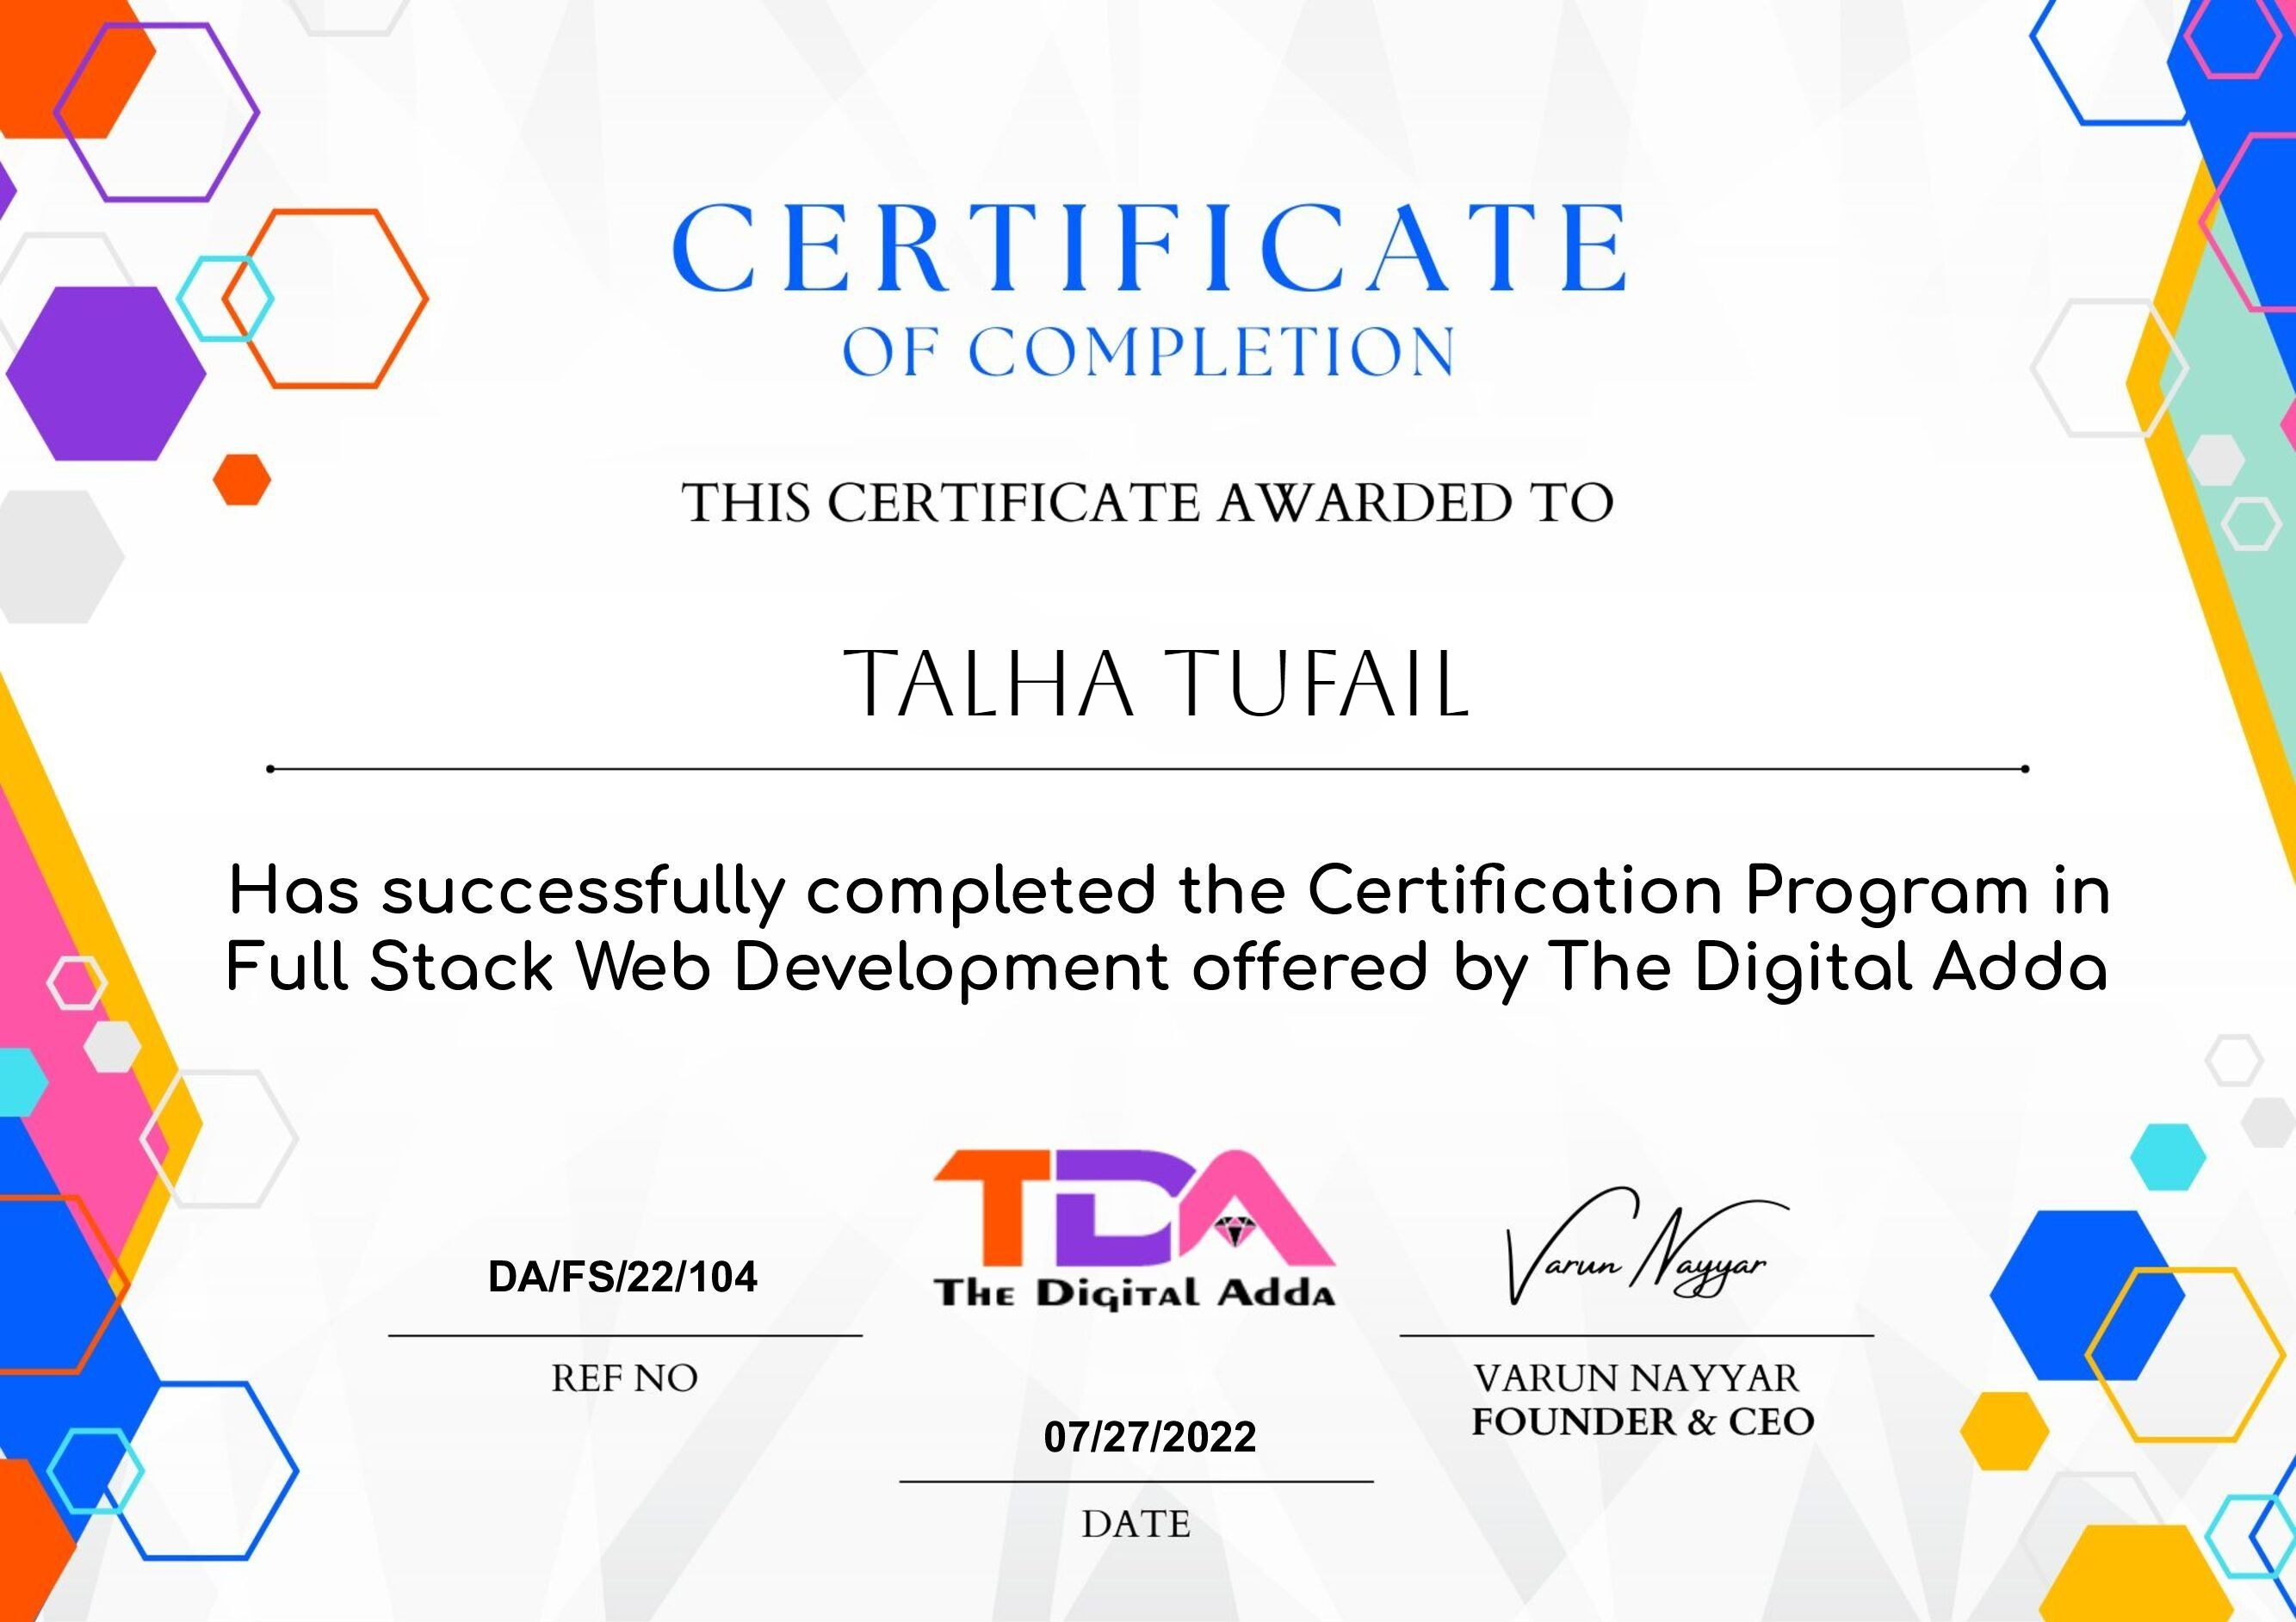 CERTIFICATE
OF COMPLETION
THIS CERTIFICATE AWARDED TO
TALHA TUFAIL
Has successfully completed the Certification Program in
Full Stack Web Development offered by The Digital Adda
TDA
The Digital Adda
DA/FS/22/104
REF NO
Varun Nayyar
VARUN NAYYAR
FOUNDER & CEO
07/27/2022
DATE